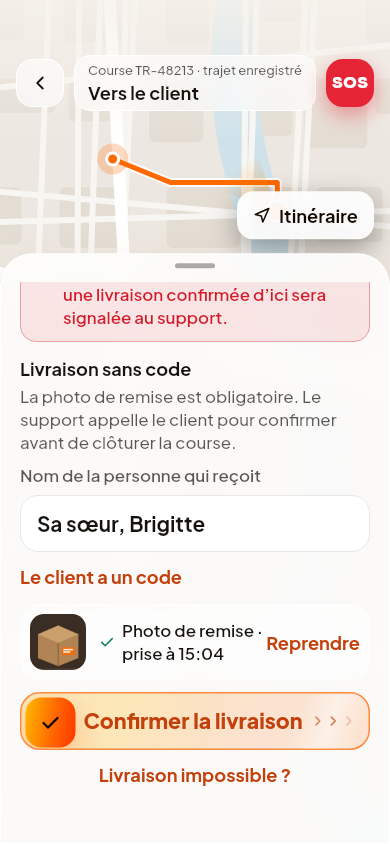 Course TR-48213 · trajet enregistré
Vers le client
SOS
Itinéraire
une livraison confirmée d’ici sera
signalée au support.
Livraison sans code
La photo de remise est obligatoire. Le
support appelle le client pour confirmer
avant de clôturer la course.
Nom de la personne qui reçoit
Sa sœur, Brigitte
Le client a un code
Photo de remise ·
prise à 15:04
Reprendre
Confirmer la livraison
Livraison impossible ?